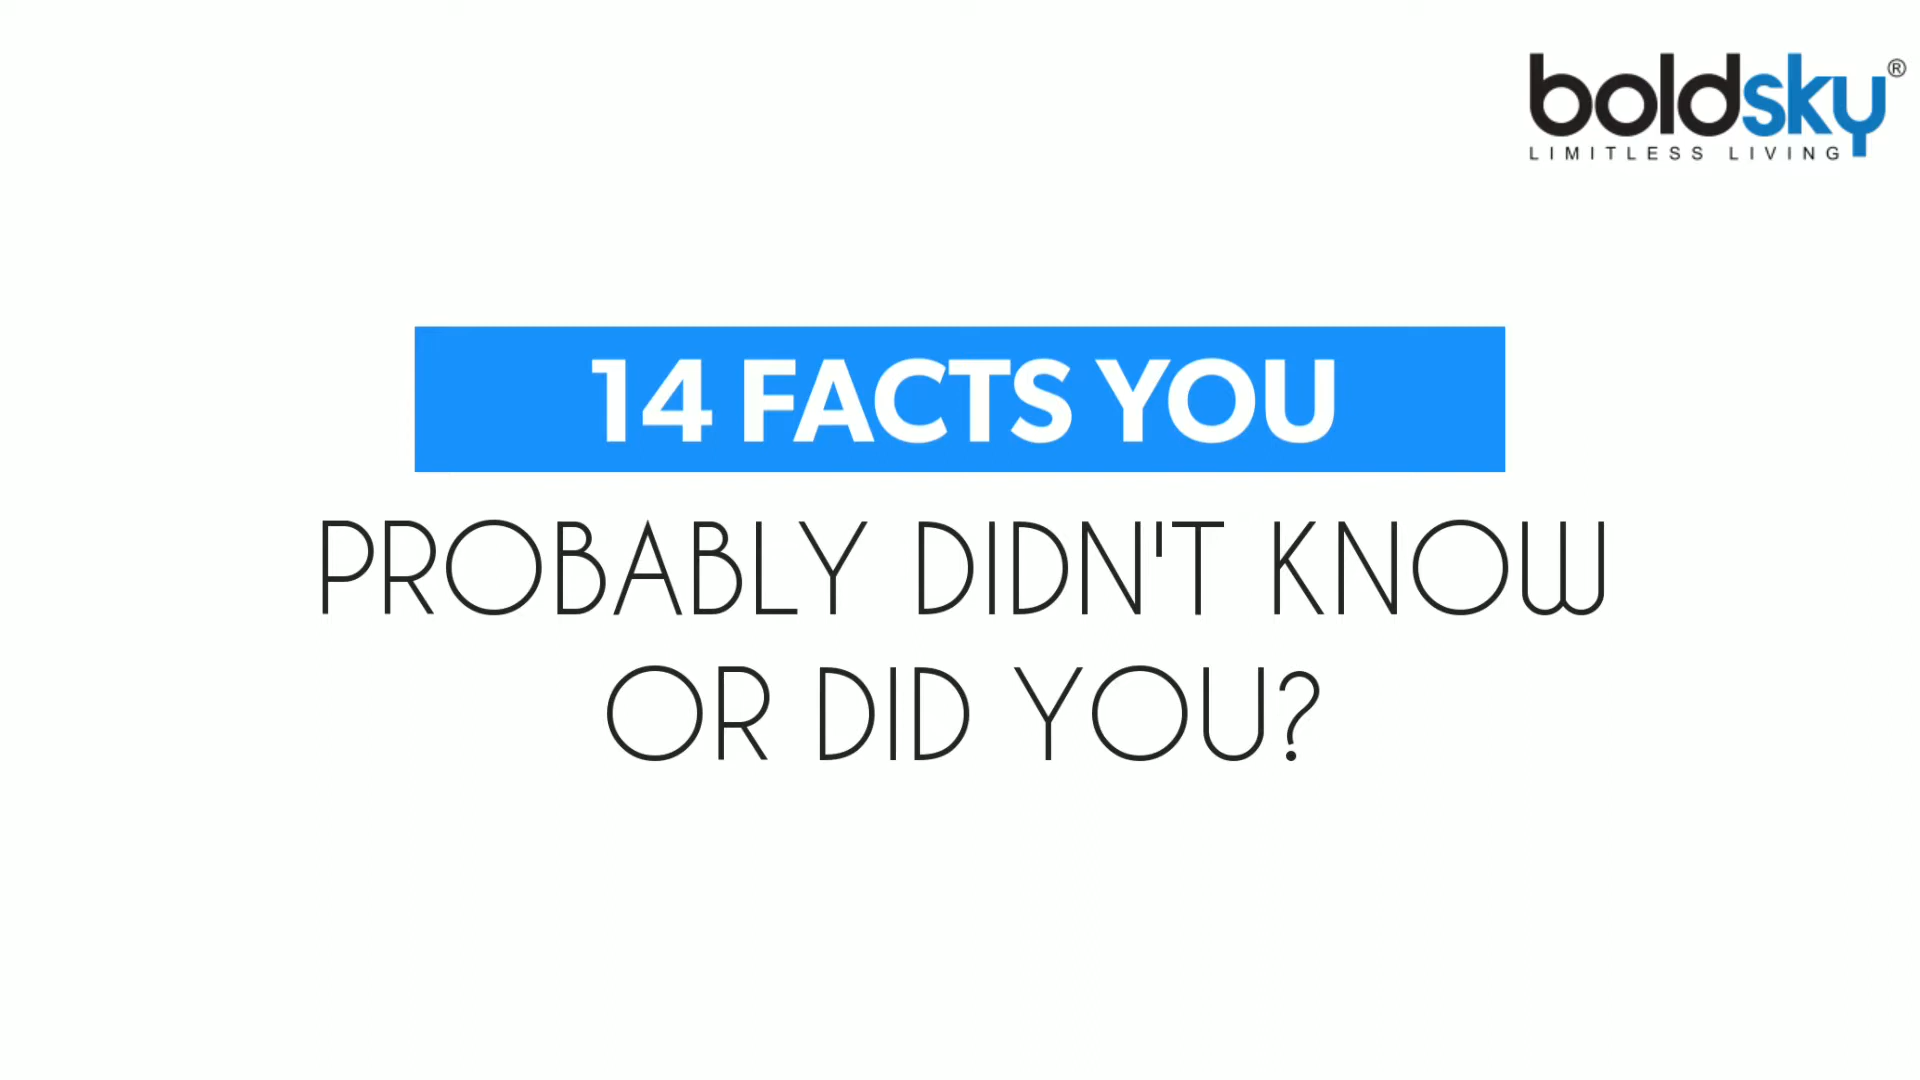 boldsky®
LIMITLESS LIVING
14 FACTS YOU
PROBABLY DIDN'T KNOW
OR DID YOU?